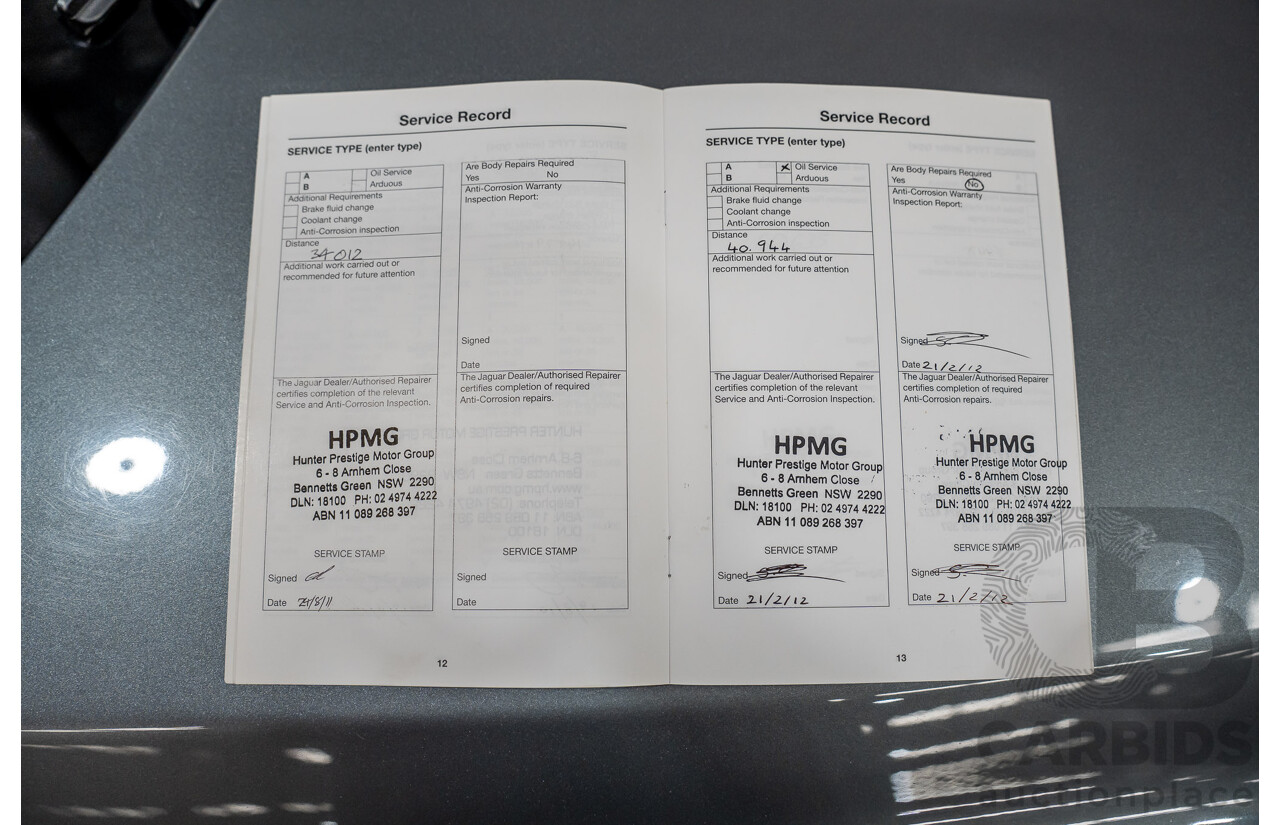 Service Record
SERVICE TYPE (enter type)
A
Oil Service
B
Arduous
Additional Requirements
Brake fluid change
Coolant change
Anti-Corrosion inspection
Distance
34012
Additional work carried out or
recommended for future attention
The Jaguar Dealer/Authorised Repairer
certifies completion of the relevant
Service and Anti-Corrosion Inspection.
HPMG
Hunter Prestige Motor Group
6 - 8 Arnhem Close
Bennetts Green NSW 2290
DLN: 18100 PH: 02 4974 4222
ABN 11 089 268 397
SERVICE STAMP
Signed
Date
Are Body Repairs Required
Yes No
Anti-Corrosion Warranty
Inspection Report:
Signed
Date
The Jaguar Dealer/Authorised Repairer
certifies completion of required
Anti-Corrosion repairs.
SERVICE STAMP
Signed
Date
12
Service Record
SERVICE TYPE (enter type)
A
x Oil Service
B
Arduous
Additional Requirements
Brake fluid change
Coolant change
Anti-Corrosion inspection
Distance
40.944
Additional work carried out or
recommended for future attention
The Jaguar Dealer/Authorised Repairer
certifies completion of the relevant
Service and Anti-Corrosion Inspection.
HPMG
Hunter Prestige Motor Group
6 - 8 Arnhem Close
Bennetts Green NSW 2290
DLN: 18100 PH: 02 4974 4222
ABN 11 089 268 397
SERVICE STAMP
Signed
Date 21/2/12
Are Body Repairs Required
Yes No
Anti-Corrosion Warranty
Inspection Report:
Signed
Date 21/2/12
The Jaguar Dealer/Authorised Repairer
certifies completion of required
Anti-Corrosion repairs.
HPMG
Hunter Prestige Motor Group
6 - 8 Arnhem Close
Bennetts Green NSW 2290
DLN: 18100 PH: 02 4974 4222
ABN 11 089 268 397
SERVICE STAMP
Signed
Date 21/2/12
13
CARBIDS
auctionplace